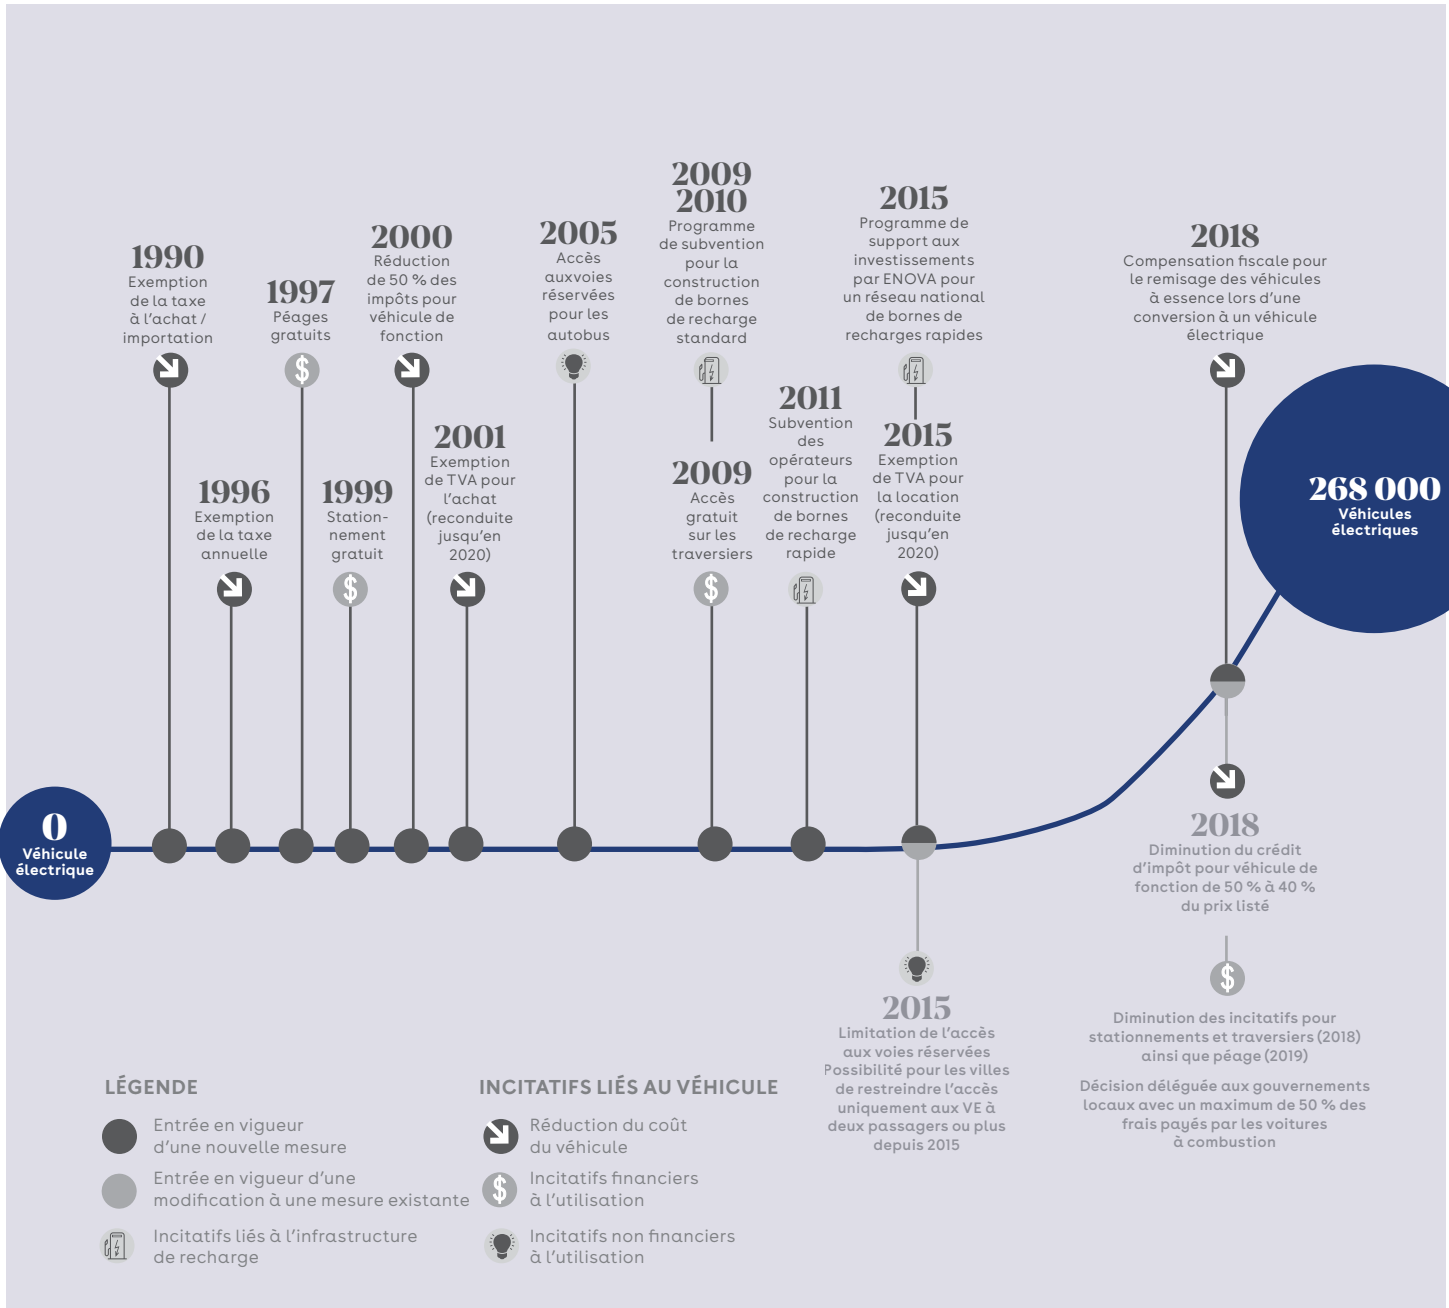 1990
Exemption
de la taxe
à l’achat /
importation
1996
Exemption
de la taxe
annuelle
1997
Péages
gratuits
1999
Station-
nement
gratuit
2000
Réduction
de 50 % des
impôts pour
véhicule de
fonction
2001
Exemption
de TVA pour
l’achat
(reconduite
jusqu’en
2020)
2005
Accès
auxvoies
réservées
pour les
autobus
2009
2010
Programme
de subvention
pour la
construction
de bornes
de recharge
standard
2009
Accès
gratuit
sur les
traversiers
2011
Subvention
des
opérateurs
pour la
construction
de bornes
de recharge
rapide
2015
Programme de
support aux
investissements
par ENOVA pour
un réseau national
de bornes de
recharges rapides
2015
Exemption
de TVA pour
la location
(reconduite
jusqu’en
2020)
2018
Compensation fiscale pour
le remisage des véhicules
à essence lors d’une
conversion à un véhicule
électrique
268 000
Véhicules
électriques
0
Véhicule
électrique
2015
Limitation de l’accès
aux voies réservées
Possibilité pour les villes
de restreindre l’accès
uniquement aux VE à
deux passagers ou plus
depuis 2015
2018
Diminution du crédit
d’impôt pour véhicule de
fonction de 50 % à 40 %
du prix listé
Diminution des incitatifs pour
stationnements et traversiers (2018)
ainsi que péage (2019)
Décision déléguée aux gouvernements
locaux avec un maximum de 50 % des
frais payés par les voitures
à combustion
LÉGENDE
Entrée en vigueur
d’une nouvelle mesure
Entrée en vigueur d’une
modification à une mesure existante
Incitatifs liés à l’infrastructure
de recharge
INCITATIFS LIÉS AU VÉHICULE
Réduction du coût
du véhicule
Incitatifs financiers
à l’utilisation
Incitatifs non financiers
à l’utilisation